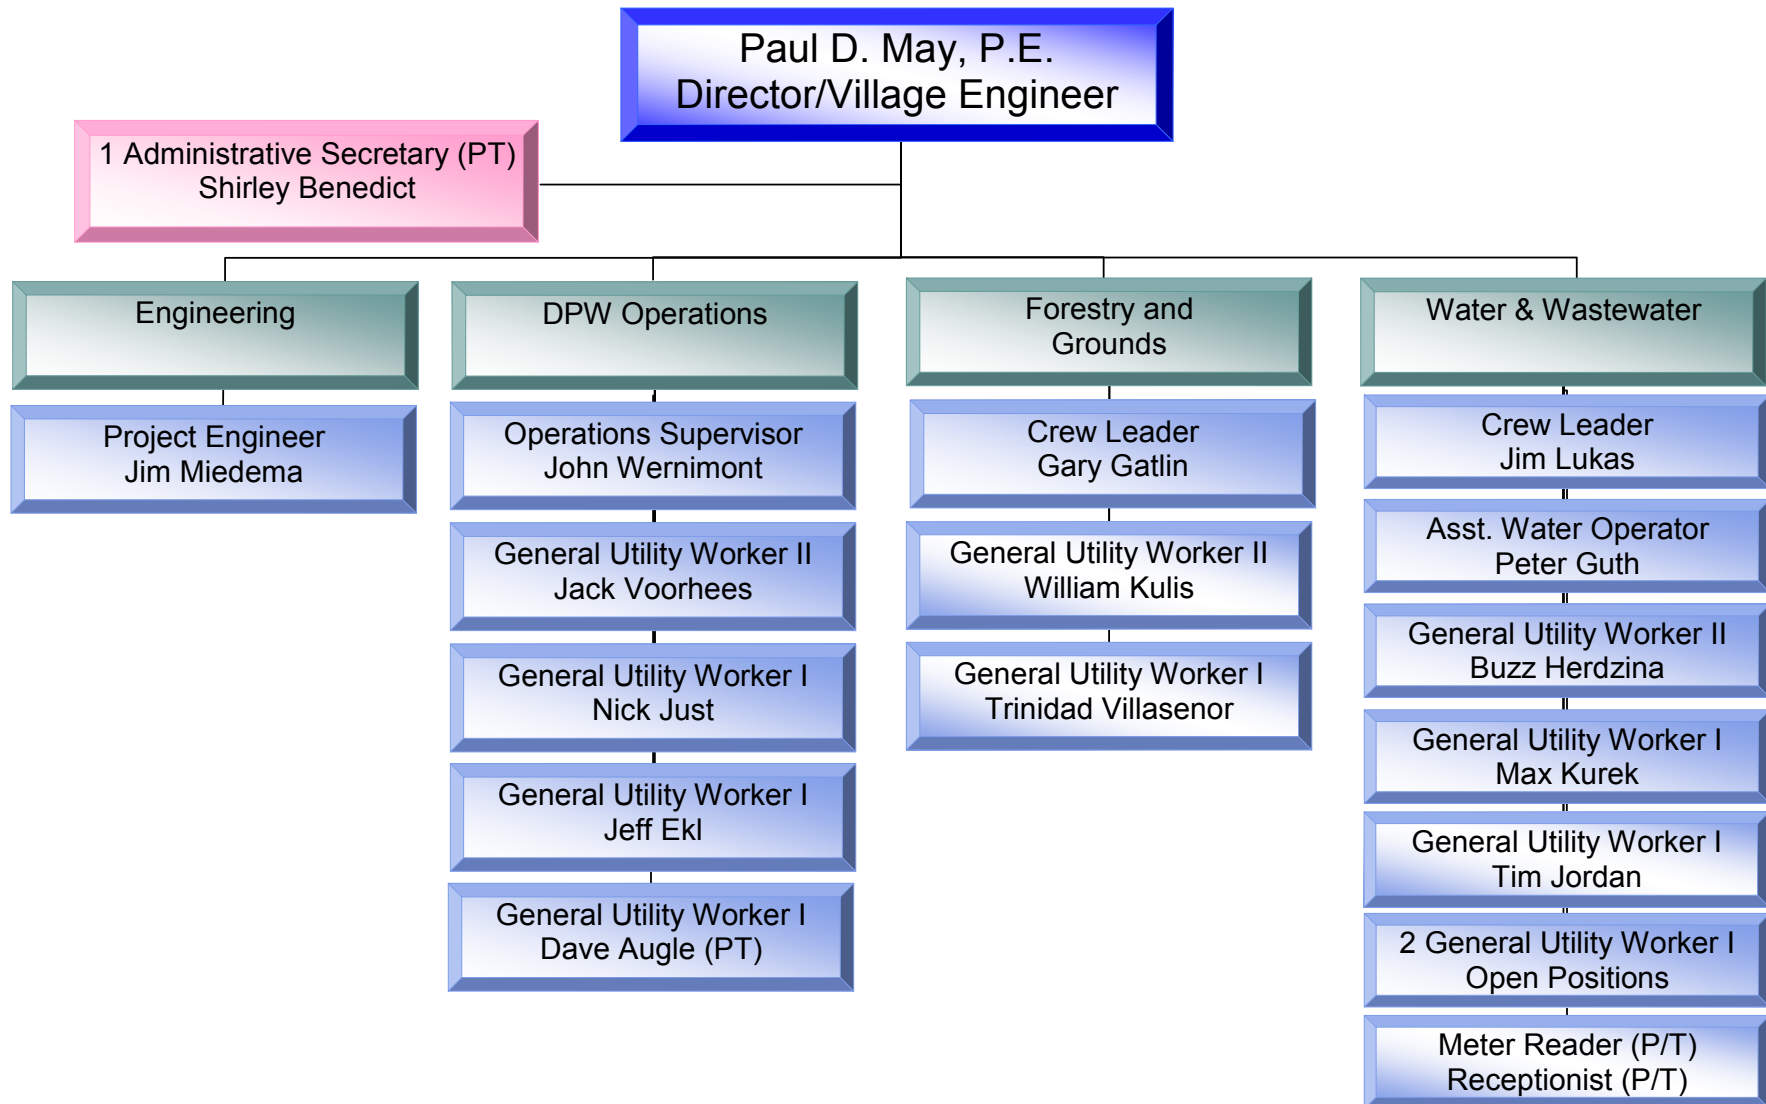 Paul D. May, P.E.
Director/Village Engineer
1 Administrative Secretary (PT)
Shirley Benedict
Engineering
Project Engineer
Jim Miedema
DPW Operations
Operations Supervisor
John Wernimont
General Utility Worker II
Jack Voorhees
General Utility Worker I
Nick Just
General Utility Worker I
Jeff Ekl
General Utility Worker I
Dave Augle (PT)
Forestry and
Grounds
Crew Leader
Gary Gatlin
General Utility Worker II
William Kulis
General Utility Worker I
Trinidad Villasenor
Water & Wastewater
Crew Leader
Jim Lukas
Asst. Water Operator
Peter Guth
General Utility Worker II
Buzz Herdzina
General Utility Worker I
Max Kurek
General Utility Worker I
Tim Jordan
2 General Utility Worker I
Open Positions
Meter Reader (P/T)
Receptionist (P/T)